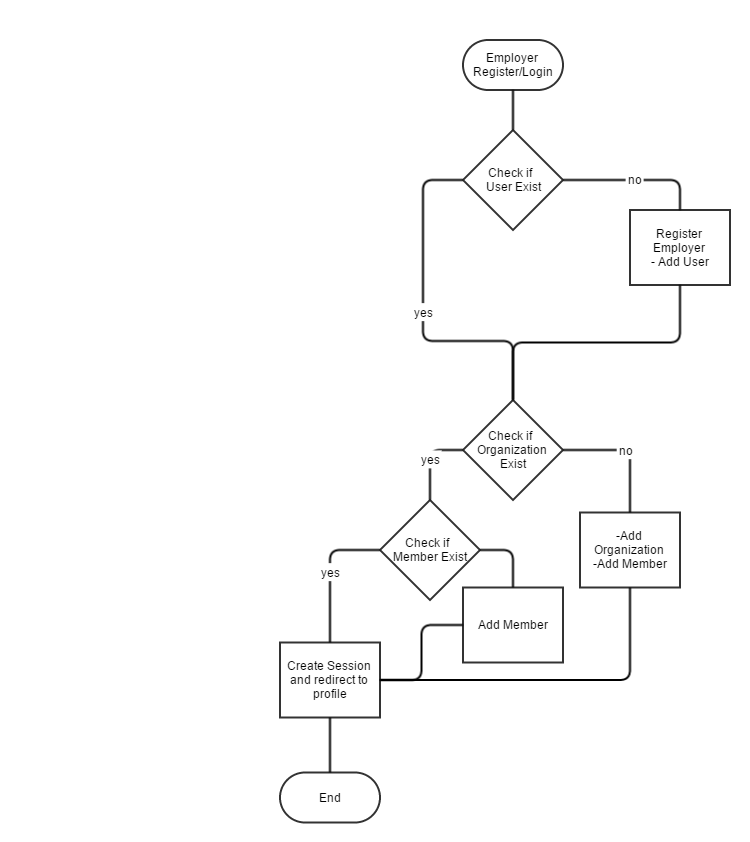 Employer
Register/Login
Check if
User Exist
no
Register
Employer
- Add User
yes
Check if
Organization
Exist
yes
no
-Add
Organization
-Add Member
Check if
Member Exist
yes
Add Member
Create Session
and redirect to
profile
End